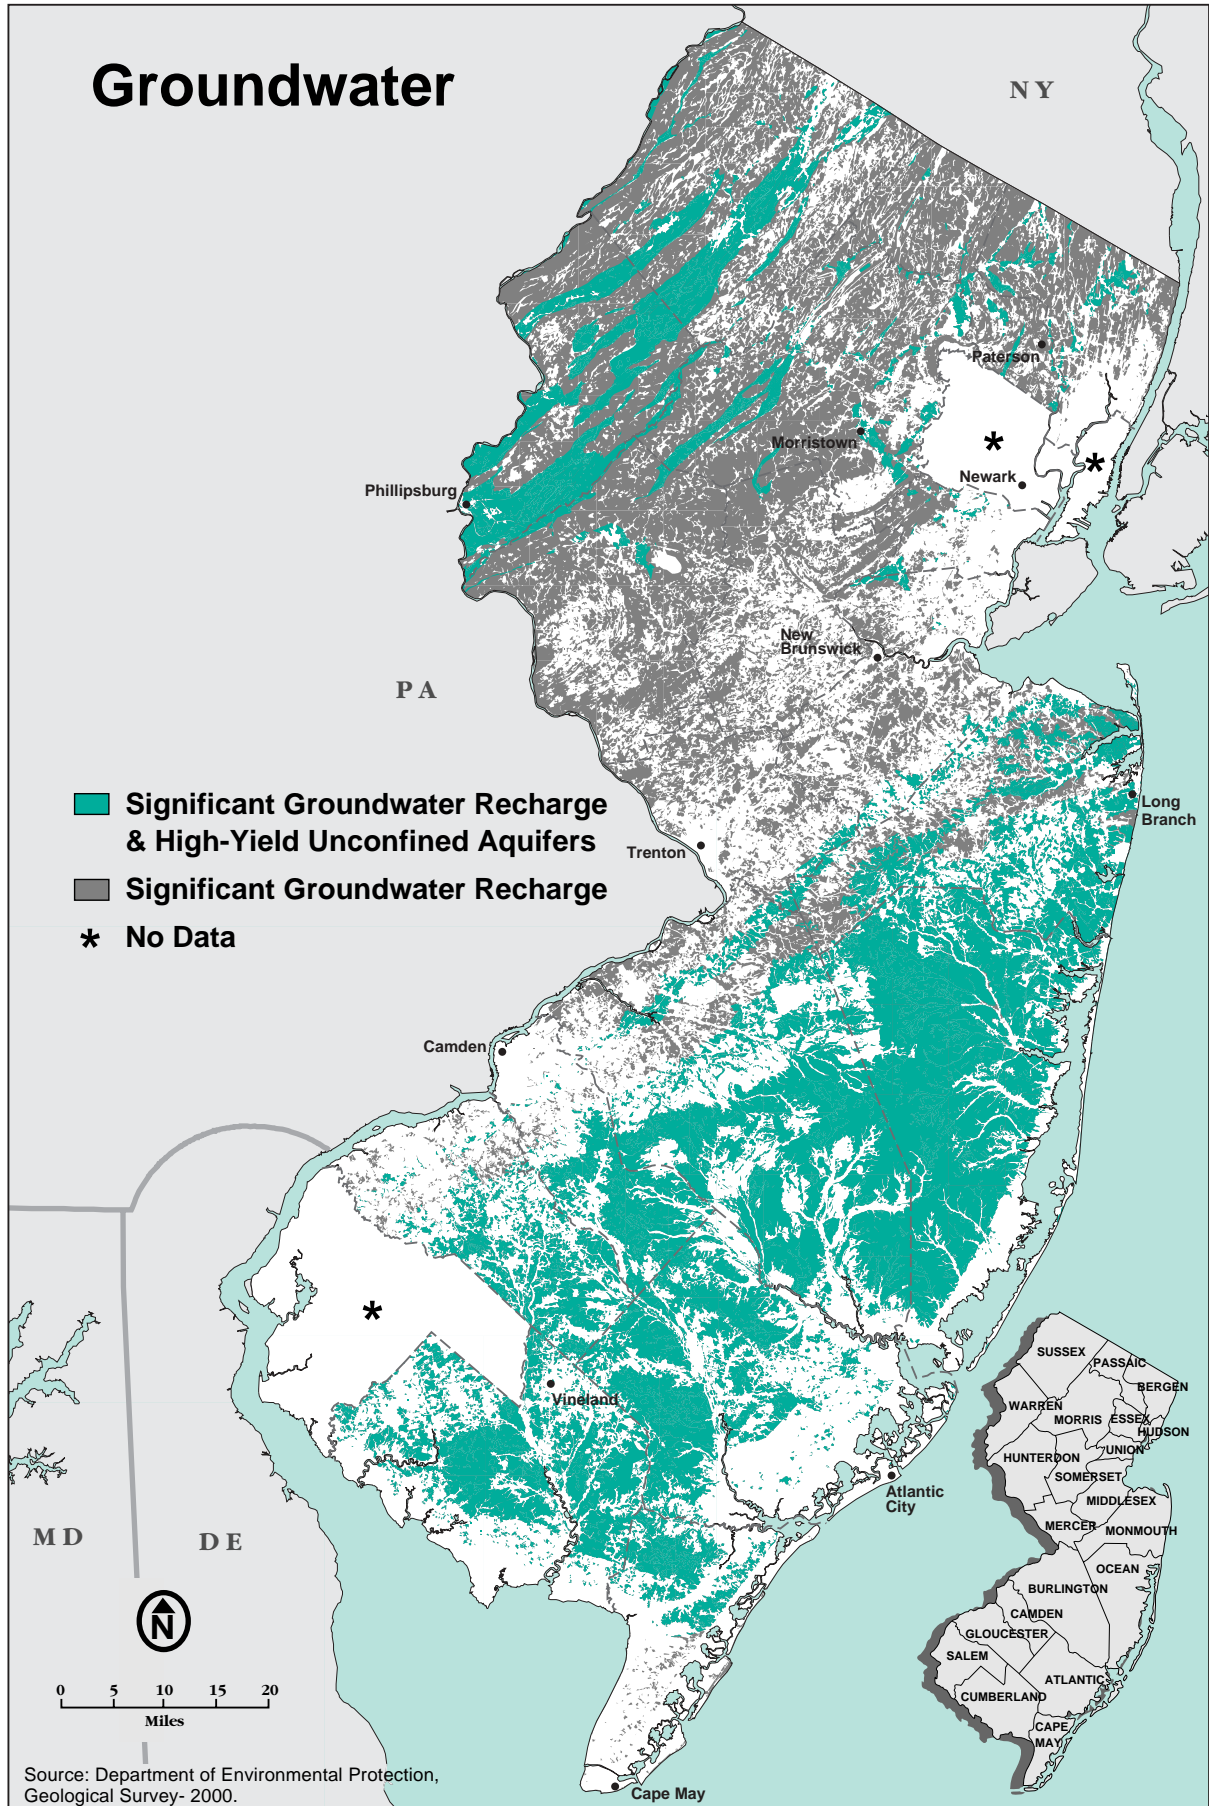 Groundwater
NY
Paterson
*
*
Morristown
Newark
Phillipsburg
New
Brunswick
PA
Significant Groundwater Recharge
& High-Yield Unconfined Aquifers
Significant Groundwater Recharge
* No Data
Long
Branch
Trenton
Camden
*
Vineland
Atlantic
City
MD
DE
N
0 5 10 15 20
Miles
Source: Department of Environmental Protection,
Geological Survey- 2000.
Cape May
SUSSEX
PASSAIC
BERGEN
WARREN
MORRIS
ESSEX
HUDSON
UNION
HUNTERDON
SOMERSET
MIDDLESEX
MERCER
MONMOUTH
OCEAN
BURLINGTON
CAMDEN
GLOUCESTER
SALEM
ATLANTIC
CUMBERLAND
CAPE
MAY